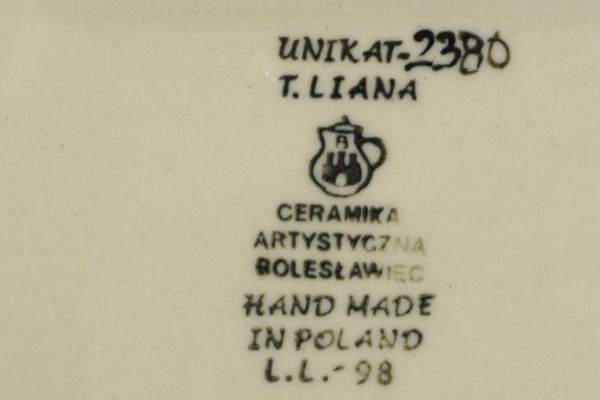 UNIKAT-2380
T. LIANA
B
CERAMIKA
ARTYSTYCZNA
BOLESŁAWIEC
HAND MADE
IN POLAND
L.L.-98